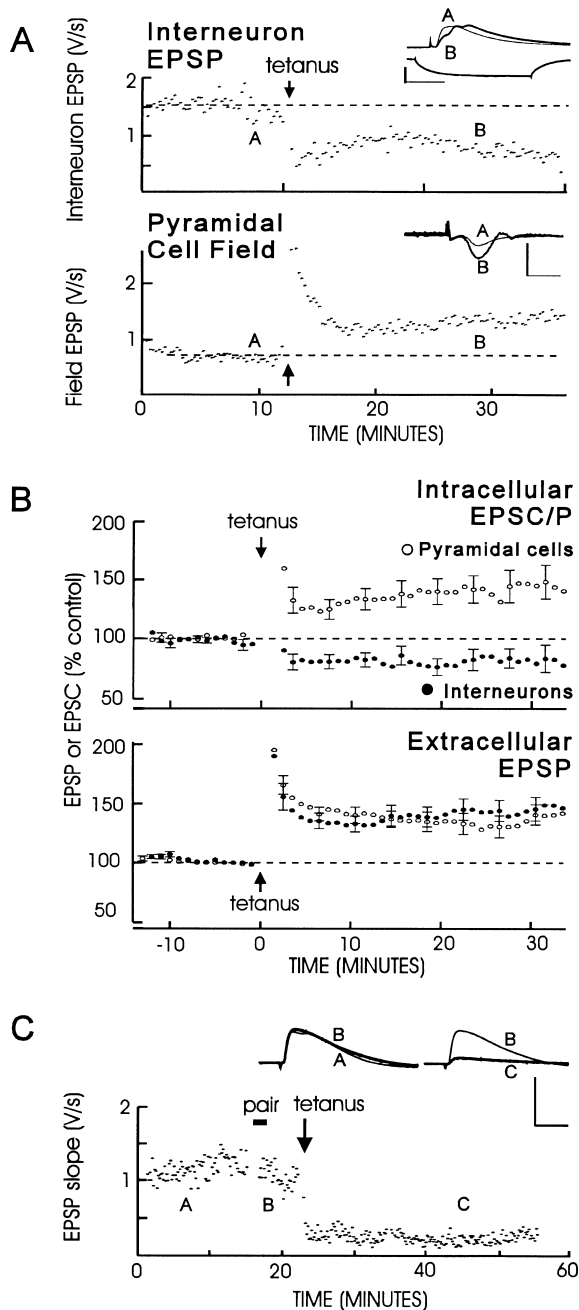 A
Interneuron
EPSP
tetanus
A
B
Interneuron EPSP (V/s)
2
1
A
B
Pyramidal
Cell Field
A
B
Field EPSP (V/s)
2
1
A
B
0
10
20
30
TIME (MINUTES)
B
Intracellular
EPSC/P
tetanus
Pyramidal cells
200
150
100
50
Interneurons
EPSP or EPSC (% control)
Extracellular
EPSP
200
150
100
50
tetanus
-10
0
10
20
30
TIME (MINUTES)
C
B
A
B
C
pair
tetanus
EPSP slope (V/s)
2
1
0
A
B
C
0
20
40
60
TIME (MINUTES)